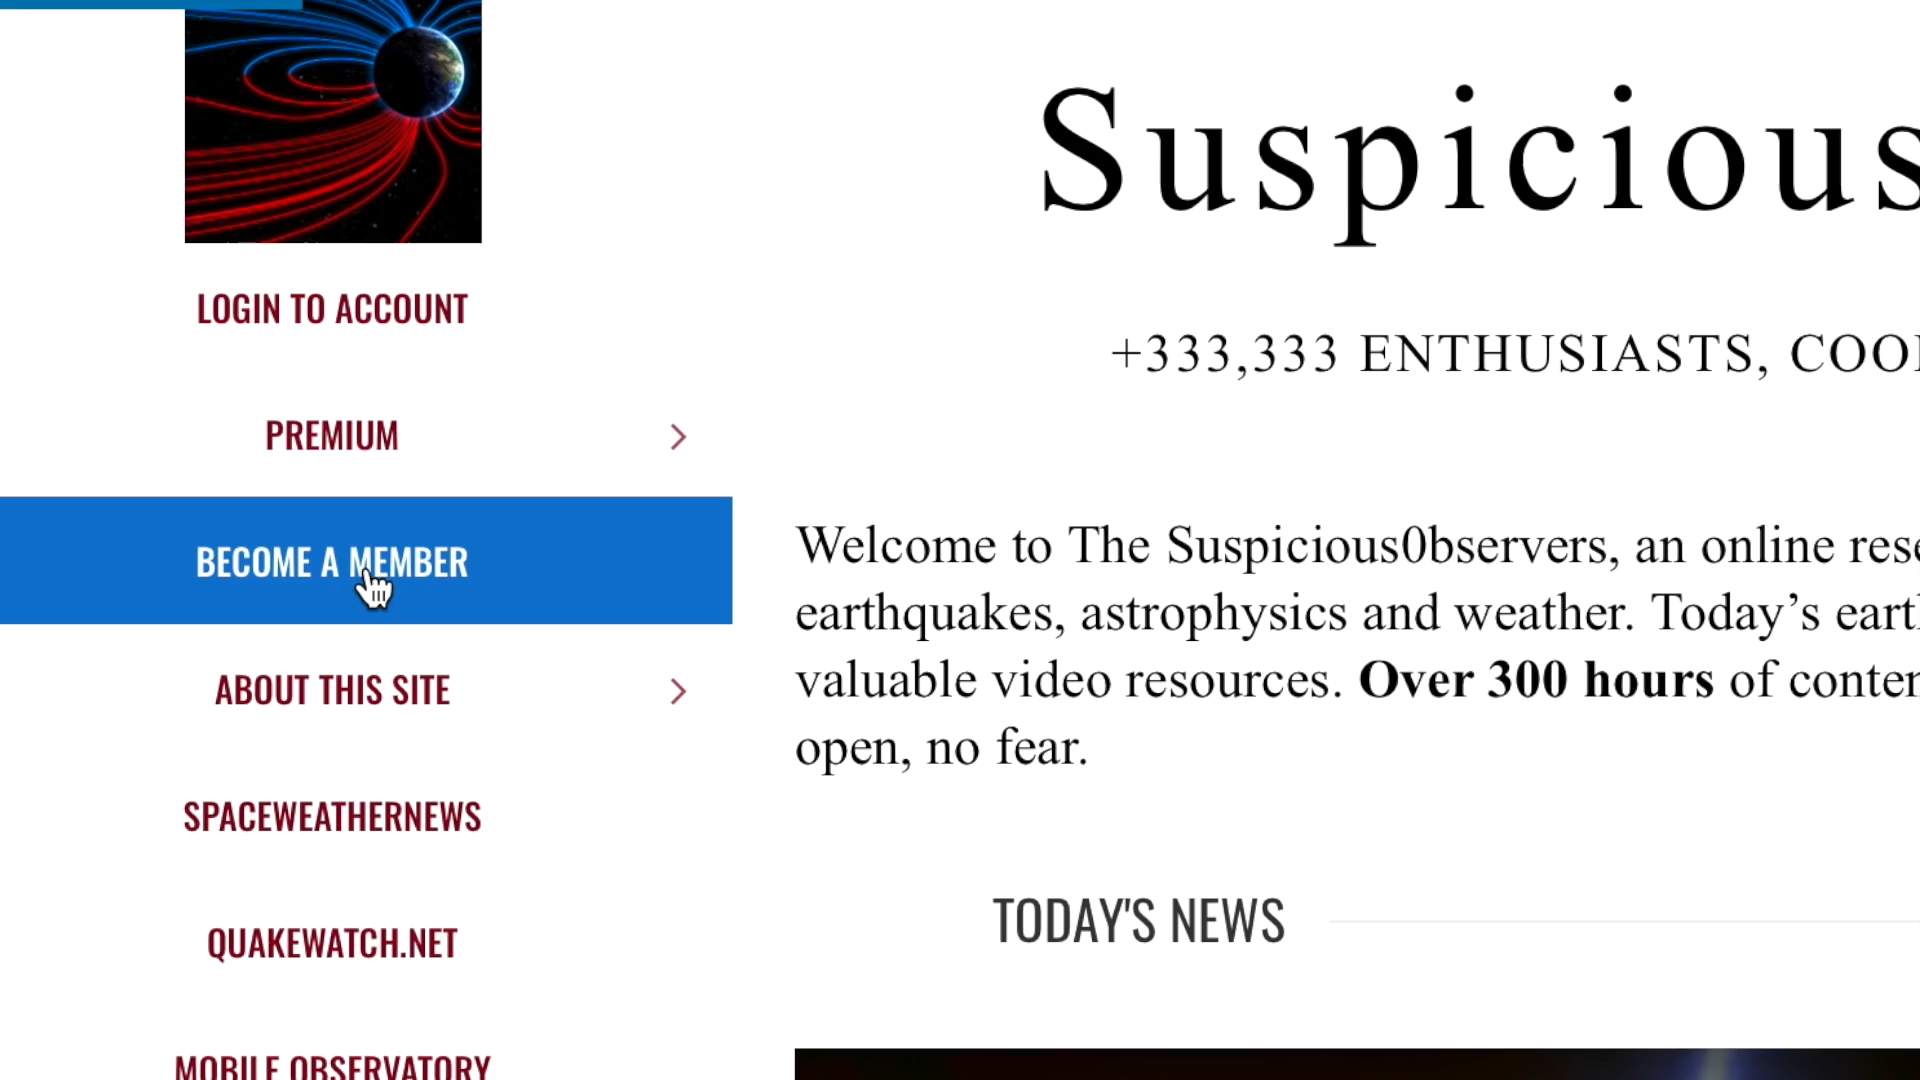 LOGIN TO ACCOUNT
PREMIUM
BECOME A MEMBER
ABOUT THIS SITE
SPACEWEATHERNEWS
QUAKEWATCH.NET
MOBILE OBSERVATORY
Suspicious
+333,333 ENTHUSIASTS,
Welcome to The Suspicious0bservers, an online
earthquakes, astrophysics and weather. Today’s
valuable video resources. Over 300 hours of
open, no fear.
TODAY'S NEWS